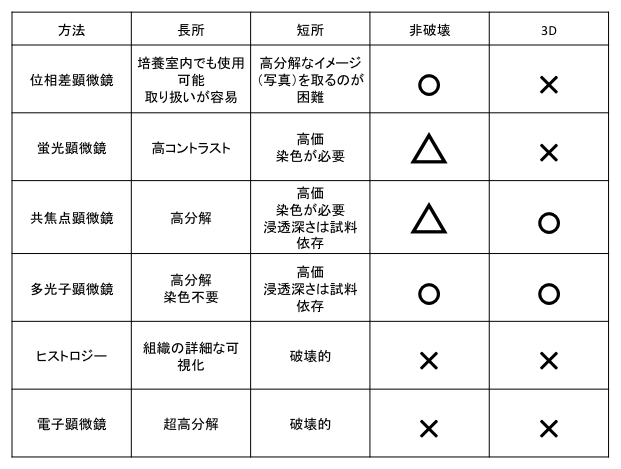 方法 長所 短所 非破壊 3D
位相差顕微鏡
培養室内でも使用
可能
取り扱いが容易
高分解なイメージ
（写真）を取るのが
困難
○ ×
蛍光顕微鏡
高コントラスト
高価
染色が必要
△ ×
共焦点顕微鏡
高分解
高価
染色が必要
浸透深さは試料
依存
△ ○
多光子顕微鏡
高分解
染色不要
高価
浸透深さは試料
依存
○ ○
ヒストロジー
組織の詳細な可
視化
破壊的
× ×
電子顕微鏡
超高分解
破壊的
× ×